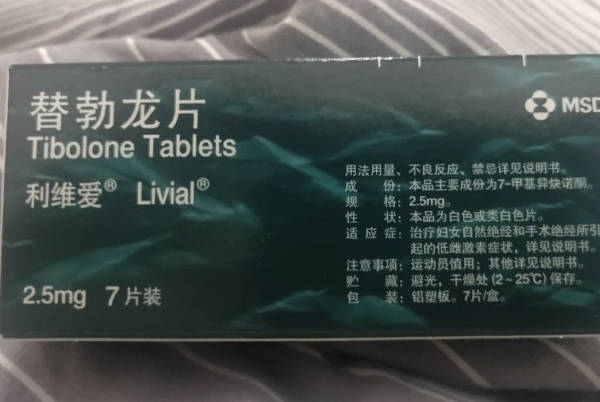 替勃龙片
Tibolone Tablets
利维爱® Livial®
2.5mg 7片装
MSD
用法用量、不良反应、禁忌详见说明书。
成 份：本品主要成份为7-甲基异炔诺酮。
规 格：2.5mg。
性 状：本品为白色或类白色片。
适 应 症：治疗妇女自然绝经和手术绝经所引
起的低雌激素症状，详见说明书。
注意事项：运动员慎用；其他详见说明书。
贮 藏：避光，干燥处(2~25℃)保存。
包 装：铝塑板。7片/盒。